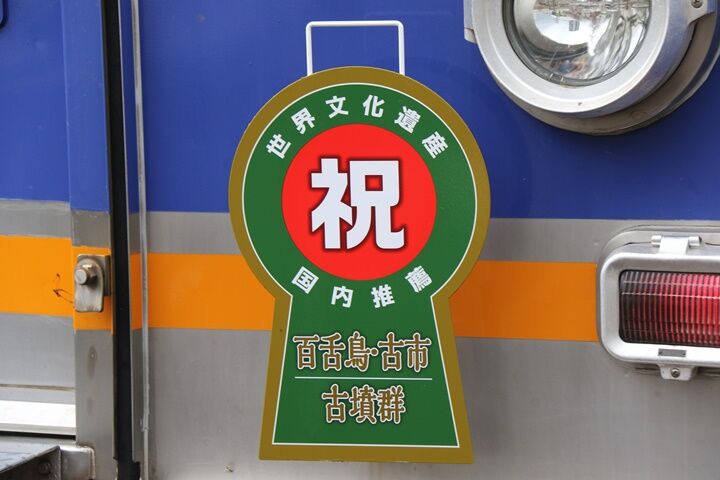 世界文化遺産
祝
国内推薦
百舌鳥・古市
古墳群